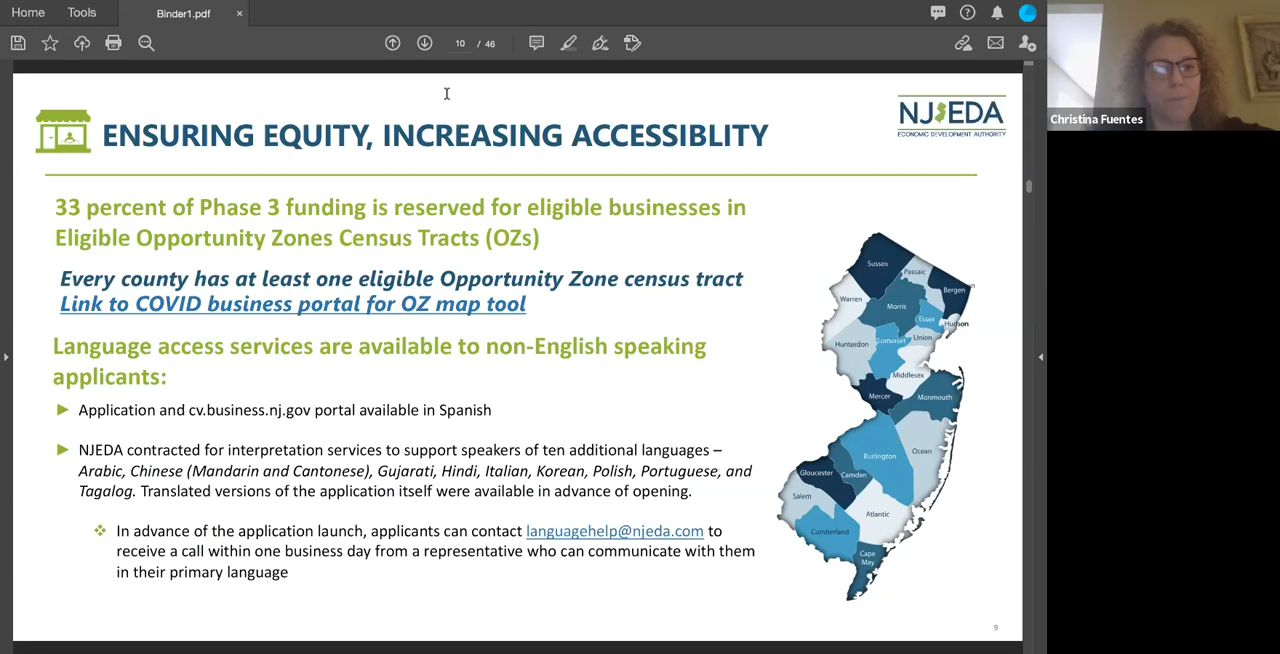 Home
Tools
Binder1.pdf
×
10 / 46
Christina Fuentes
ENSURING EQUITY, INCREASING ACCESSIBLITY
NJEDA
ECONOMIC DEVELOPMENT AUTHORITY
33 percent of Phase 3 funding is reserved for eligible businesses in
Eligible Opportunity Zones Census Tracts (OZs)
Every county has at least one eligible Opportunity Zone census tract
Link to COVID business portal for OZ map tool
Language access services are available to non-English speaking
applicants:
Application and cv.business.nj.gov portal available in Spanish
NJEDA contracted for interpretation services to support speakers of ten additional languages –
Arabic, Chinese (Mandarin and Cantonese), Gujarati, Hindi, Italian, Korean, Polish, Portuguese, and
Tagalog. Translated versions of the application itself were available in advance of opening.
In advance of the application launch, applicants can contact languagehelp@njeda.com to
receive a call within one business day from a representative who can communicate with them
in their primary language
Sussex
Passaic
Bergen
Warren
Morris
Essex
Hudson
Hunterdon
Somerset
Union
Middlesex
Mercer
Monmouth
Burlington
Ocean
Gloucester
Camden
Salem
Atlantic
Cumberland
Cape
May
9